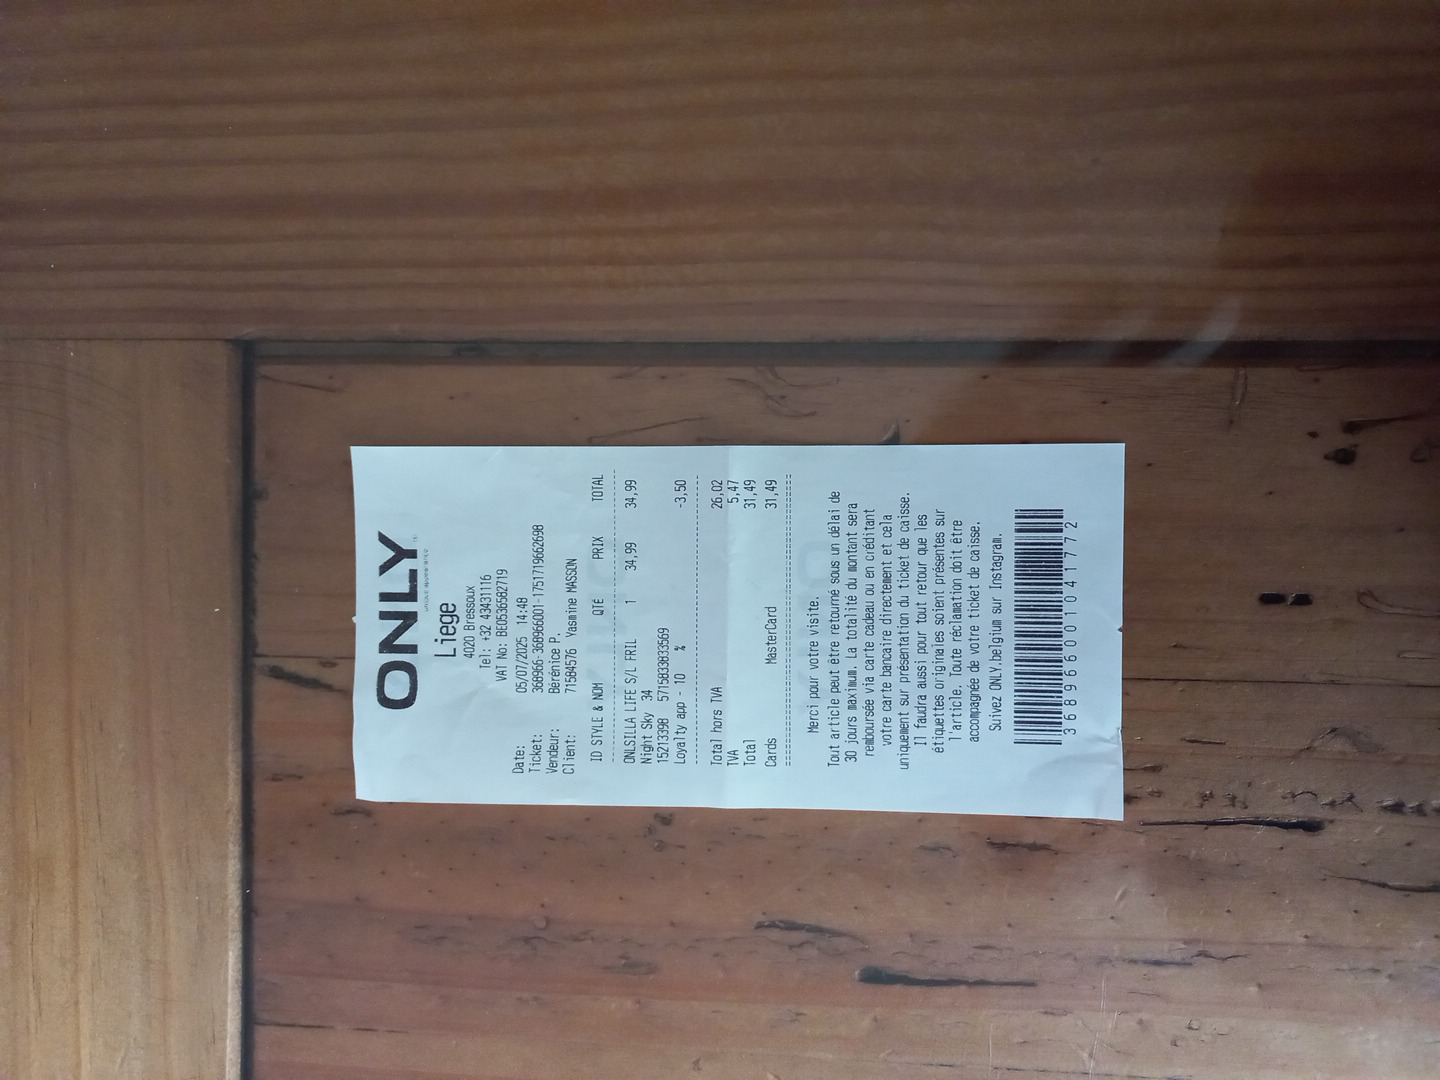 ONLY
Liege
4020 Bressoux
Tel: +32 43431116
VAT No: BE0536582719
Date: 05/07/2025 14:48
Ticket: 368966-368966001-1751719662698
Vendeur: Bérénice P.
Client: 71584576 Yasmine MASSON
ID STYLE & NOM QTE PRIX TOTAL
ONLSILLA LIFE S/L FRIL 1 34,99 34,99
Night Sky 34
15213398 5715833833569
Loyalty app - 10 % -3,50
Total hors TVA 26,02
TVA 5,47
Total 31,49
Cards MasterCard 31,49
Merci pour votre visite.
Tout article peut être retourné sous un délai de
30 jours maximum. La totalité du montant sera
remboursée via carte cadeau ou en créditant
votre carte bancaire directement et cela
uniquement sur présentation du ticket de caisse.
Il faudra aussi pour tout retour que les
étiquettes originales soient présentes sur
l'article. Toute réclamation doit être
accompagnée de votre ticket de caisse.
Suivez ONLY.belgium sur Instagram.
368966001041772